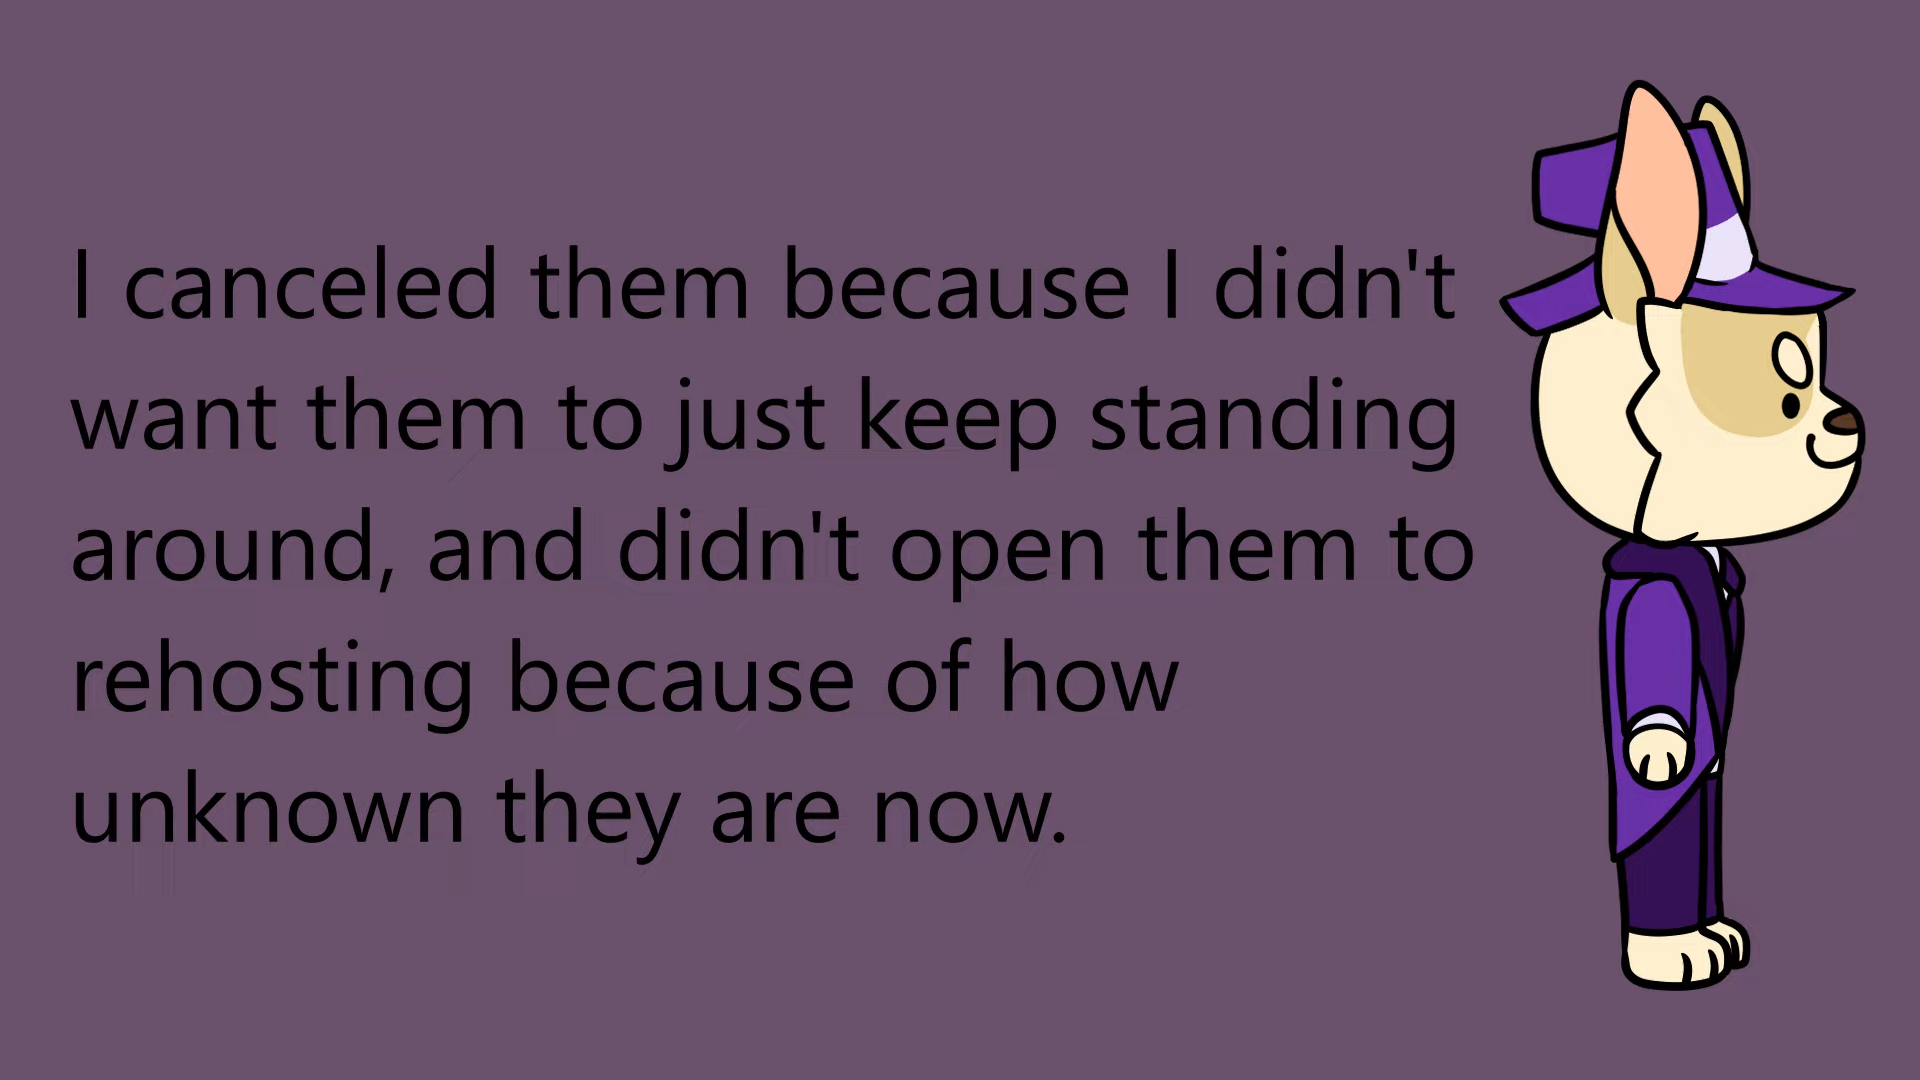 I canceled them because I didn't
want them to just keep standing
around, and didn't open them to
rehosting because of how
unknown they are now.